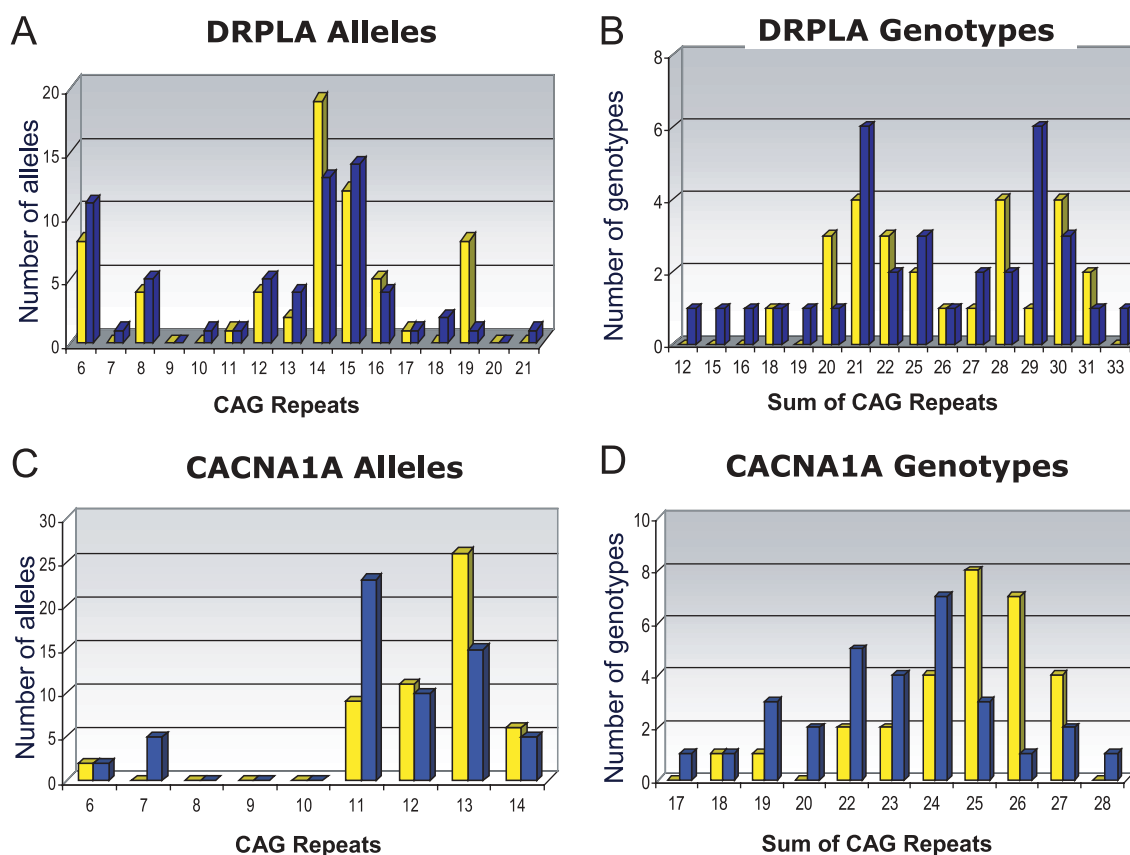 A
DRPLA Alleles
Number of alleles
20
15
10
5
0
6 7 8 9 10 11 12 13 14 15 16 17 18 19 20 21
CAG Repeats
B
DRPLA Genotypes
Number of genotypes
8
6
4
2
0
12 15 16 18 19 20 21 22 25 26 27 28 29 30 31 33
Sum of CAG Repeats
C
CACNA1A Alleles
Number of alleles
30
25
20
15
10
5
0
6 7 8 9 10 11 12 13 14
CAG Repeats
D
CACNA1A Genotypes
Number of genotypes
10
8
6
4
2
0
17 18 19 20 22 23 24 25 26 27 28
Sum of CAG Repeats